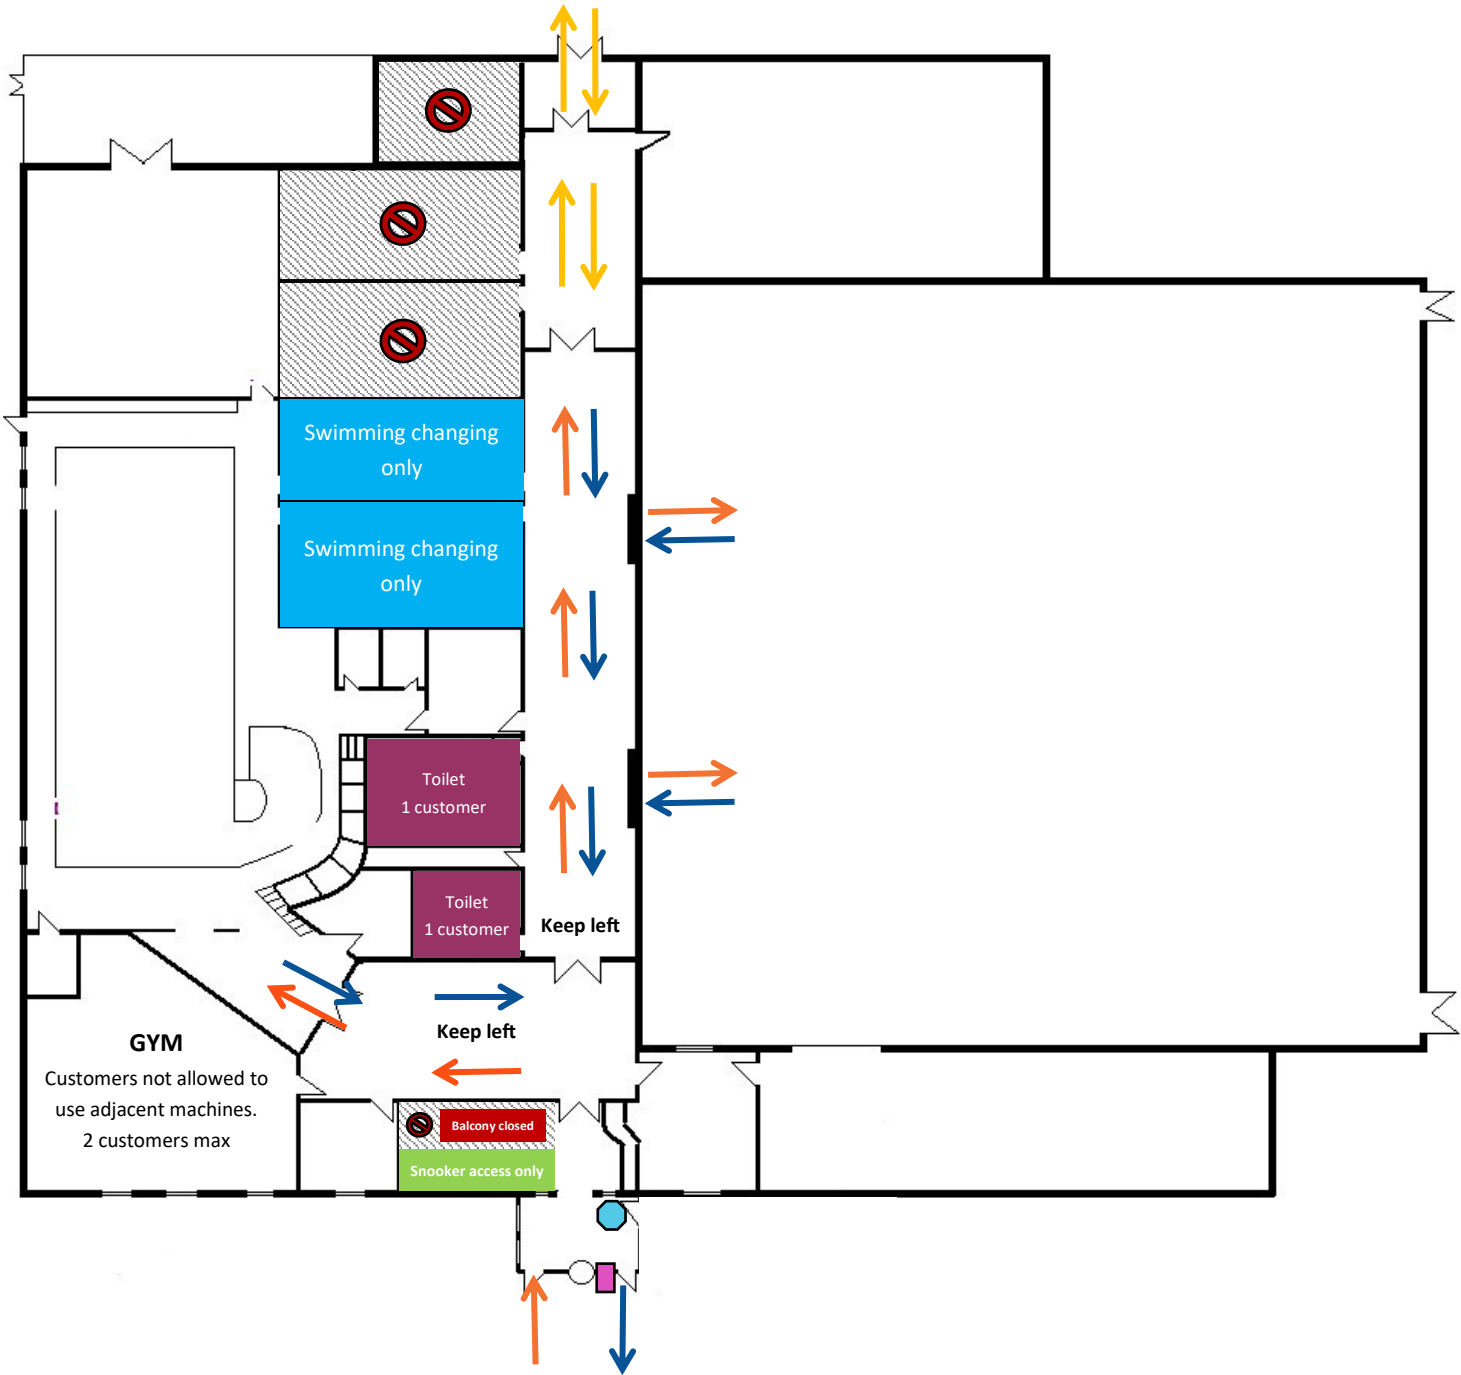 Swimming changing
only
Swimming changing
only
Toilet
1 customer
Toilet
1 customer
Keep left
Keep left
GYM
Customers not allowed to
use adjacent machines.
2 customers max
Balcony closed
Snooker access only